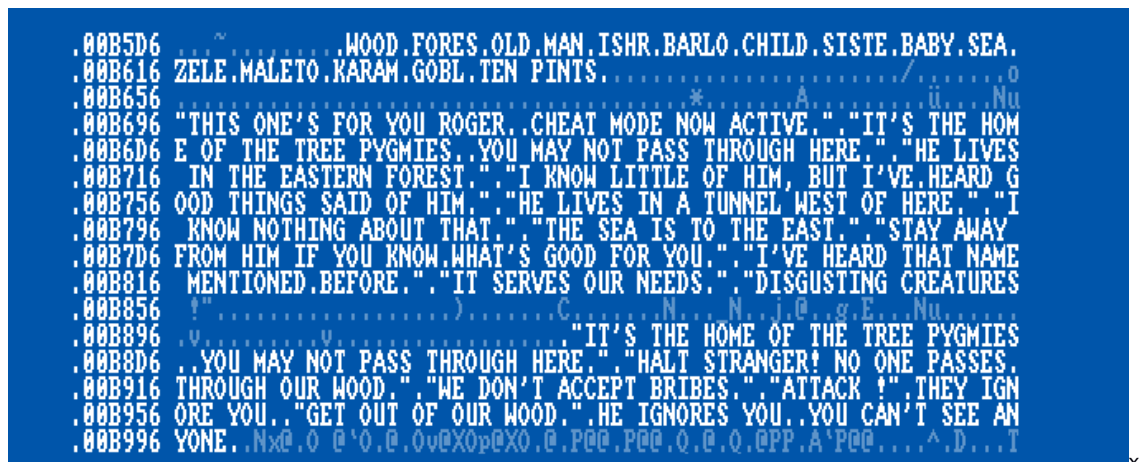 .00B5D6 ...~..........WOOD.FORES.OLD.MAN.ISHR.BARLO.CHILD.SISTE.BABY.SEA.
.00B616 ZELE.MALETO.KARAM.GOBL.TEN PINTS.......................∕.......o
.00B656 .......................................*.......A.........ü....Nu
.00B696 "THIS ONE'S FOR YOU ROGER..CHEAT MODE NOW ACTIVE."."IT'S THE HOM
.00B6D6 E OF THE TREE PYGMIES..YOU MAY NOT PASS THROUGH HERE."."HE LIVES
.00B716  IN THE EASTERN FOREST."."I KNOW LITTLE OF HIM, BUT I'VE.HEARD G
.00B756 OOD THINGS SAID OF HIM."."HE LIVES IN A TUNNEL WEST OF HERE."."I
.00B796  KNOW NOTHING ABOUT THAT."."THE SEA IS TO THE EAST."."STAY AWAY 
.00B7D6 FROM HIM IF YOU KNOW.WHAT'S GOOD FOR YOU."."I'VE HEARD THAT NAME
.00B816  MENTIONED.BEFORE."."IT SERVES OUR NEEDS."."DISGUSTING CREATURES
.00B856  !"..................).......C.......N..._N..j.@..g.E...Nu......
.00B896 .V.........V.................."IT'S THE HOME OF THE TREE PYGMIES
.00B8D6 ..YOU MAY NOT PASS THROUGH HERE."."HALT STRANGER! NO ONE PASSES.
.00B916 THROUGH OUR WOOD."."WE DON'T ACCEPT BRIBES."."ATTACK !".THEY IGN
.00B956 ORE YOU.."GET OUT OF OUR WOOD.".HE IGNORES YOU..YOU CAN'T SEE AN
.00B996 YONE..Nx@.O @'O.@.Ov@XOp@XO.@.P@@.P@@.Q.@.Q.@PP.A'P@@....^.D...T
x